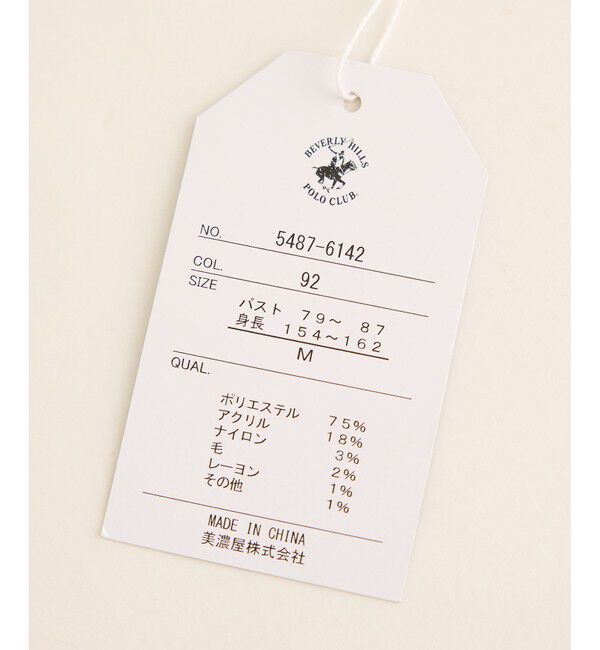 BEVERLY HILLS
POLO CLUB
NO. 5487-6142
COL. 92
SIZE
バスト 79～ 87
身長 154～162
M
QUAL.
ポリエステル 75%
アクリル 18%
ナイロン 3%
毛 2%
レーヨン 1%
その他 1%
MADE IN CHINA
美濃屋株式会社